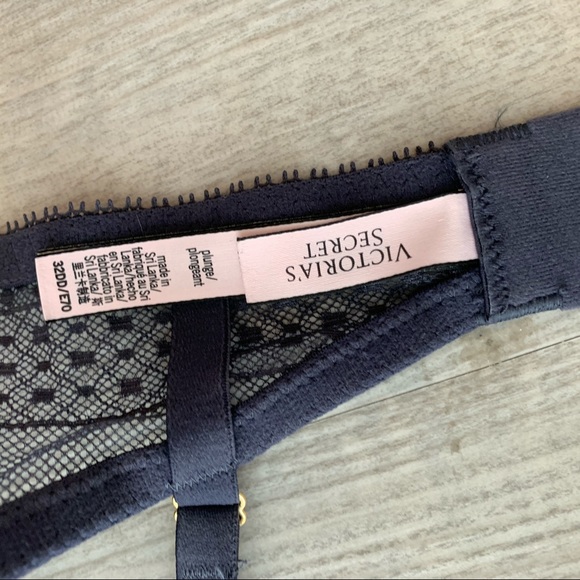 VICTORIA'S
SECRET
plunge/
plongeant
made in
Sri Lanka/
fabriqué au Sri
Lanka/hecho
en Sri Lanka/
fabbricato in
Sri Lanka/斯
里兰卡制造
32DD/E70